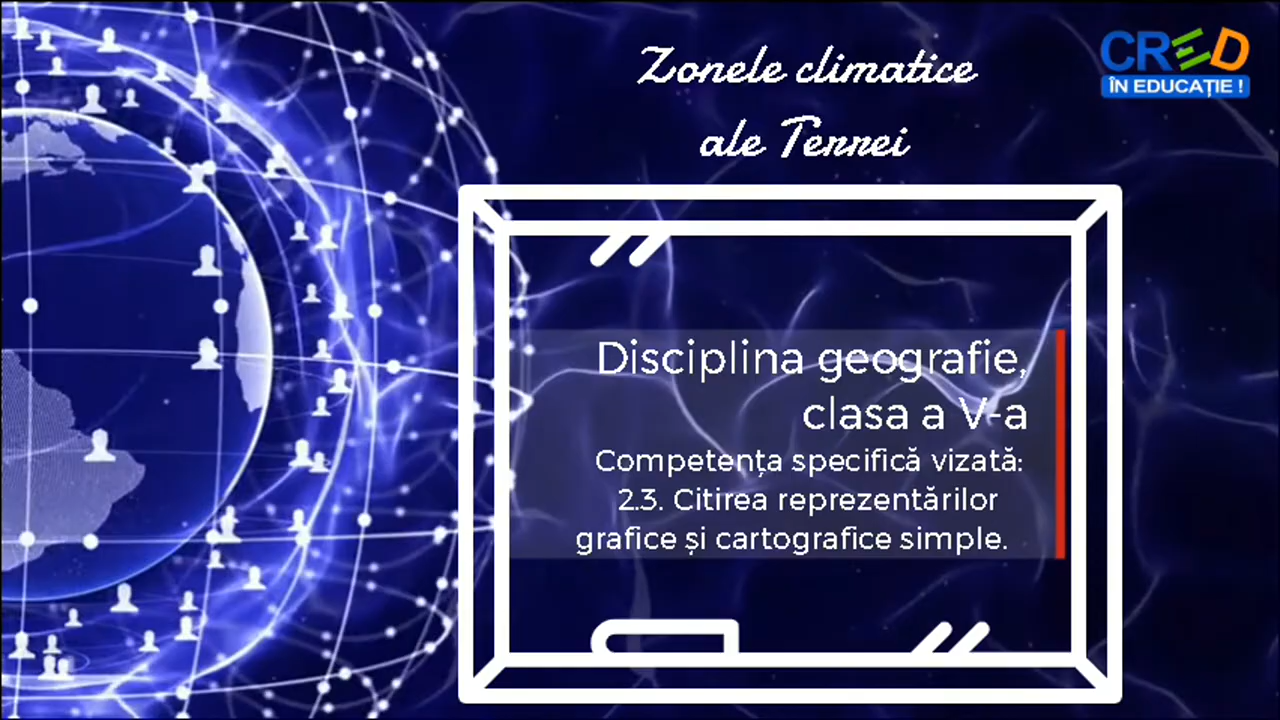 Zonele climatice
ale Terrei
CRED
ÎN EDUCAȚIE !
Disciplina geografie,
clasa a V-a
Competența specifică vizată:
2.3. Citirea reprezentărilor
grafice și cartografice simple.